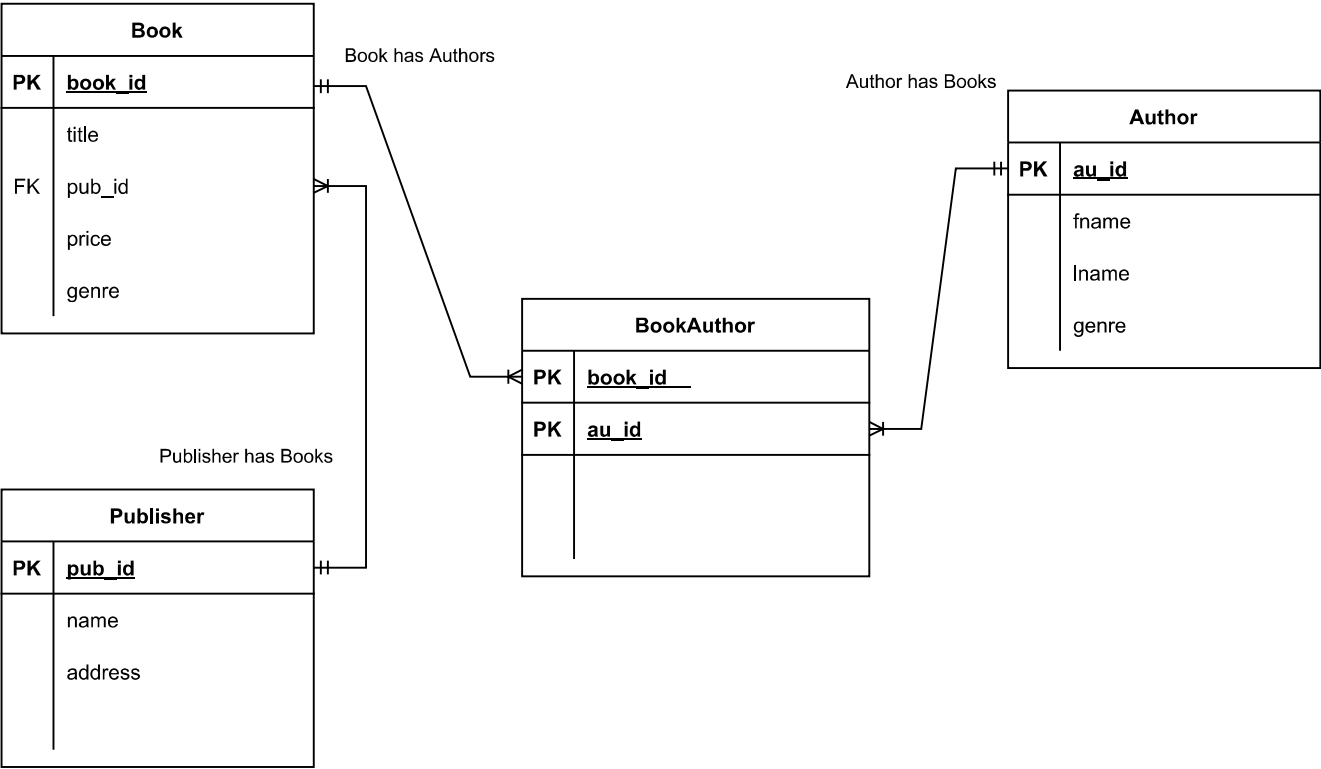 Book
PK book_id
title
FK pub_id
price
genre
Book has Authors
Author has Books
Author
PK au_id
fname
lname
genre
BookAuthor
PK book_id
PK au_id
Publisher has Books
Publisher
PK pub_id
name
address